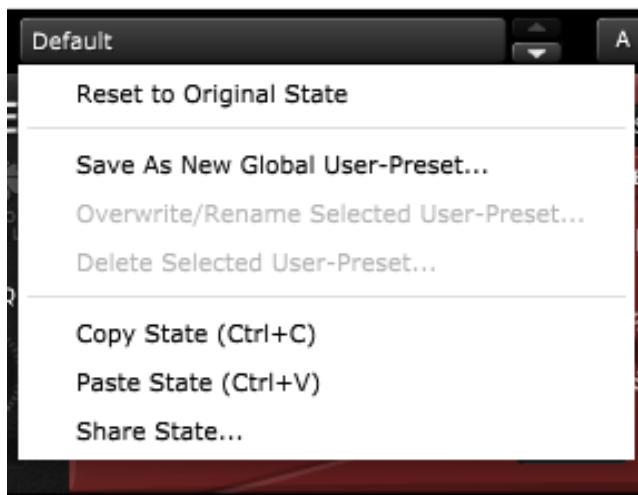 Default
A
Reset to Original State
Save As New Global User-Preset...
Overwrite/Rename Selected User-Preset...
Delete Selected User-Preset...
Copy State (Ctrl+C)
Paste State (Ctrl+V)
Share State...